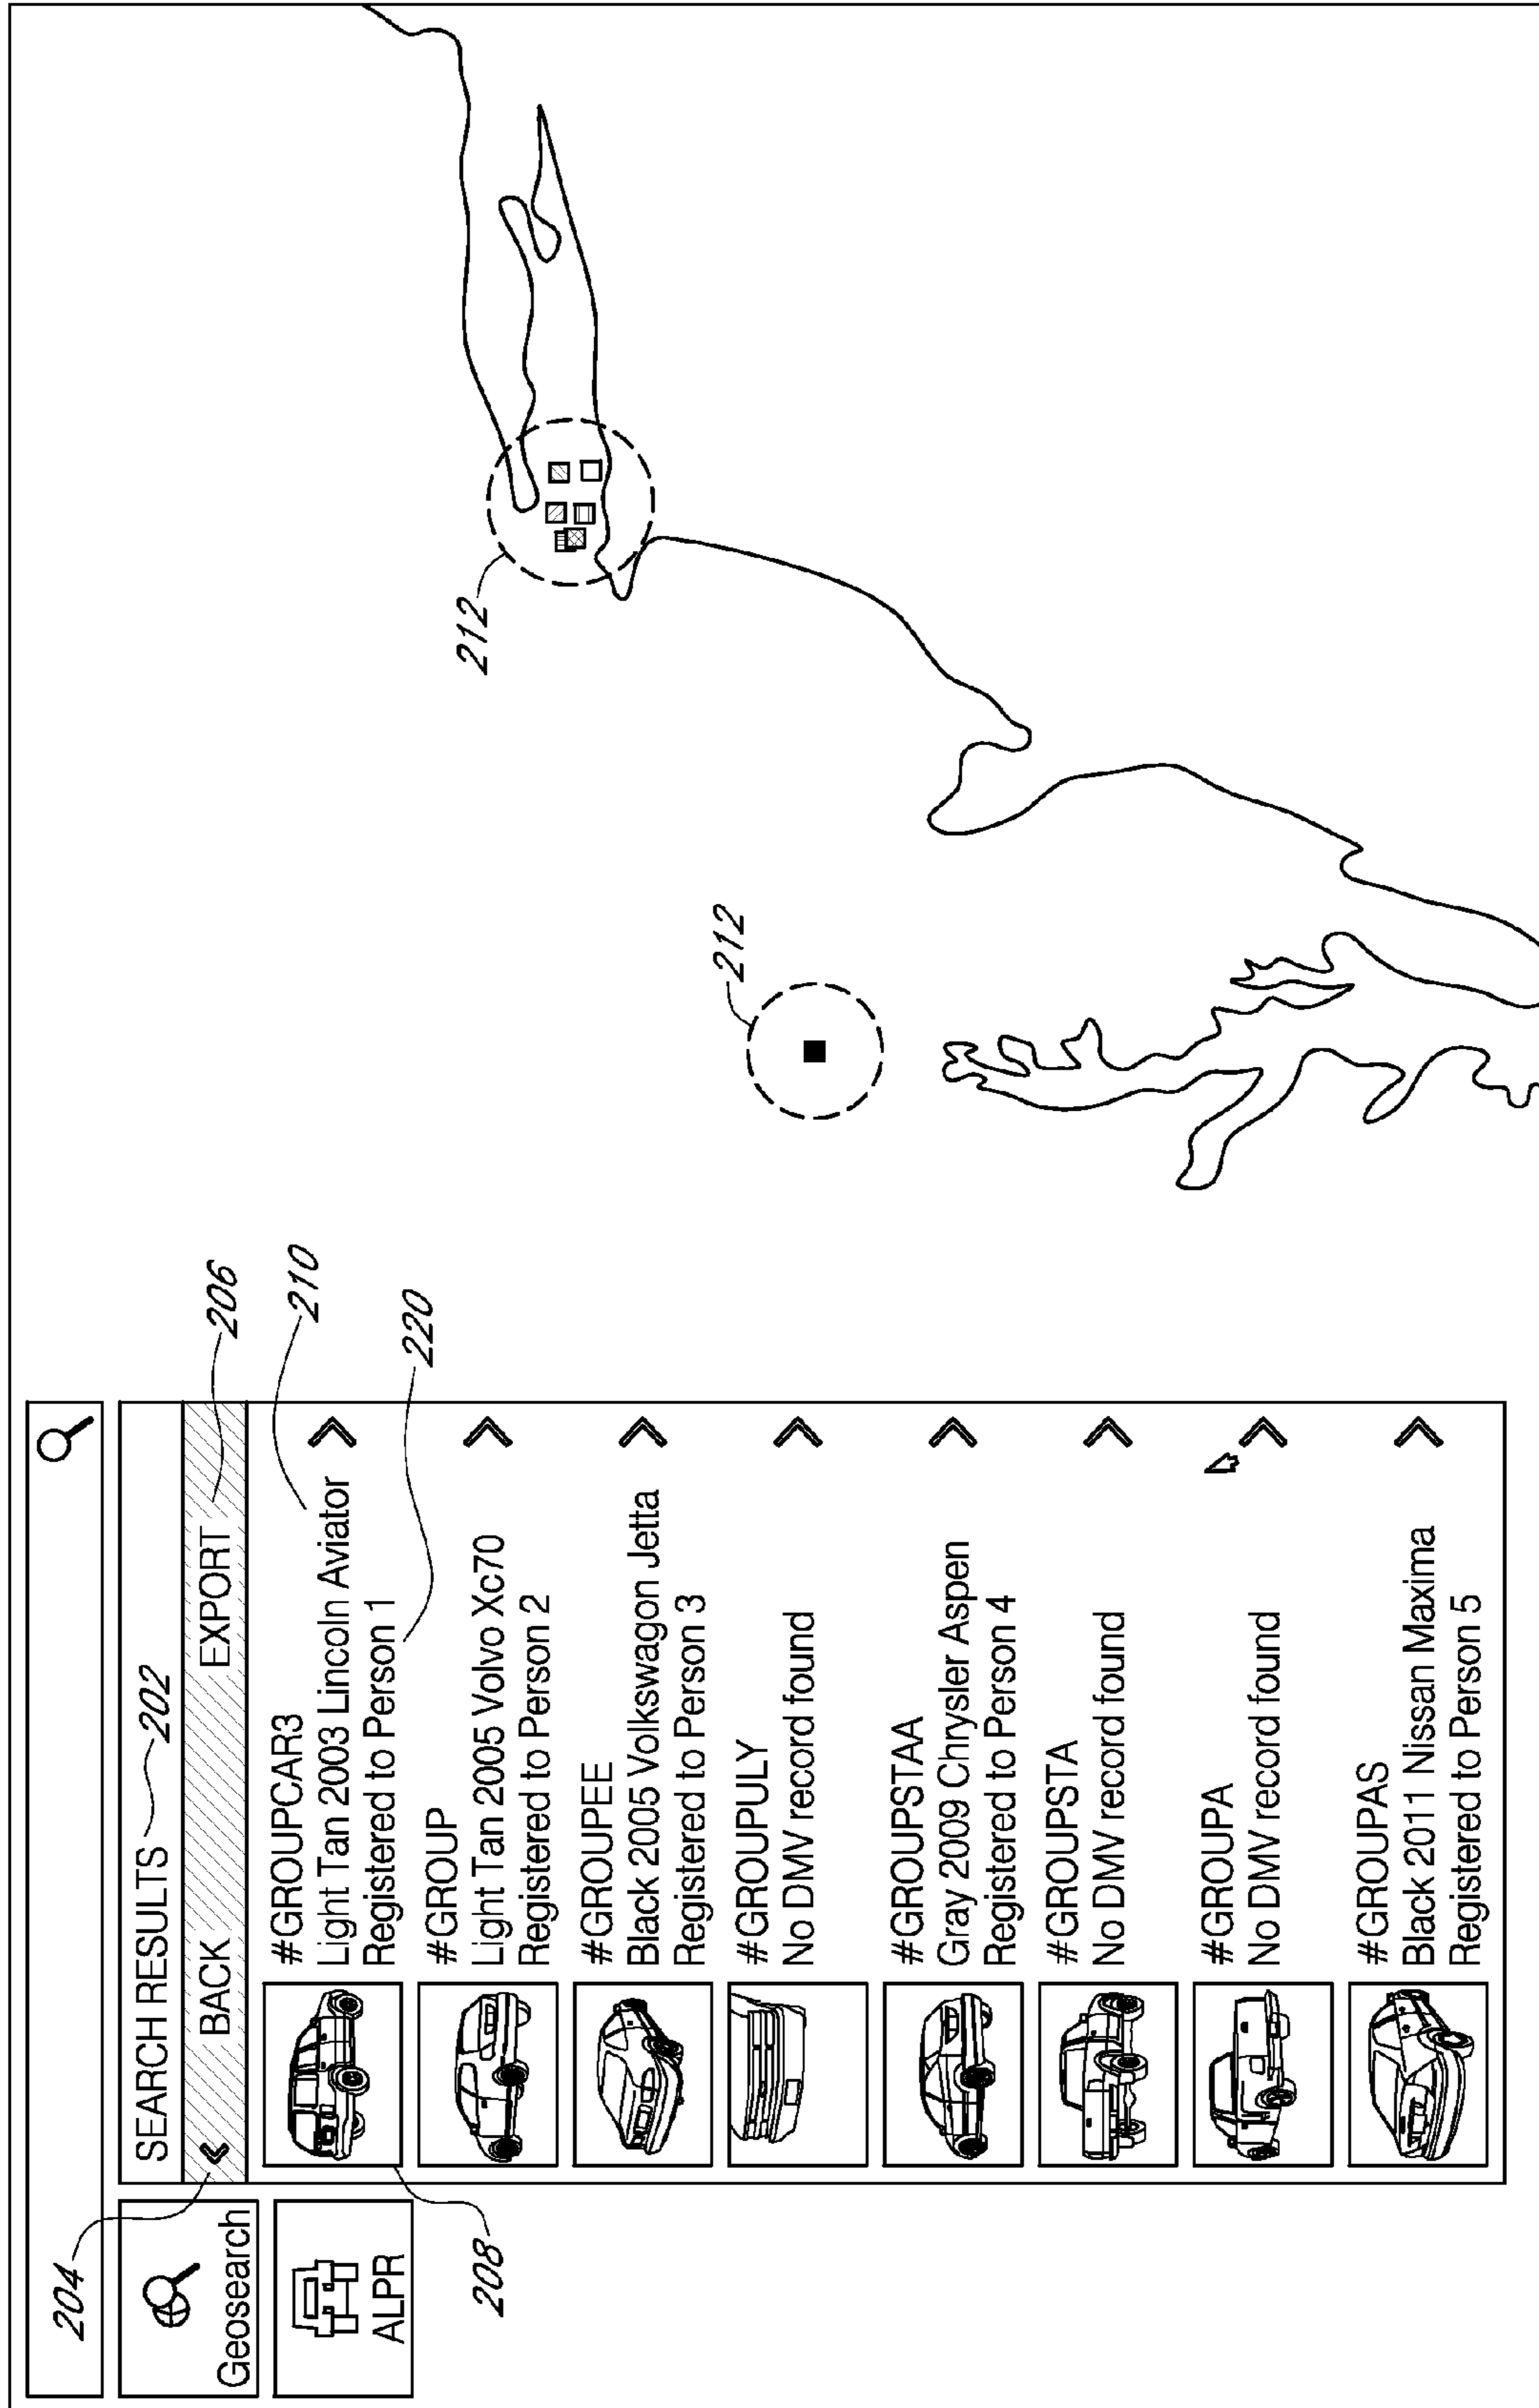 204
Geosearch
ALPR
208
SEARCH RESULTS
202
BACK
EXPORT
206
#GROUPCAR3
Light Tan 2003 Lincoln Aviator
Registered to Person 1
210
220
#GROUP
Light Tan 2005 Volvo Xc70
Registered to Person 2
#GROUPEE
Black 2005 Volkswagon Jetta
Registered to Person 3
#GROUPULY
No DMV record found
#GROUPSTAA
Gray 2009 Chrysler Aspen
Registered to Person 4
#GROUPSTA
No DMV record found
#GROUPA
No DMV record found
#GROUPAS
Black 2011 Nissan Maxima
Registered to Person 5
212
212